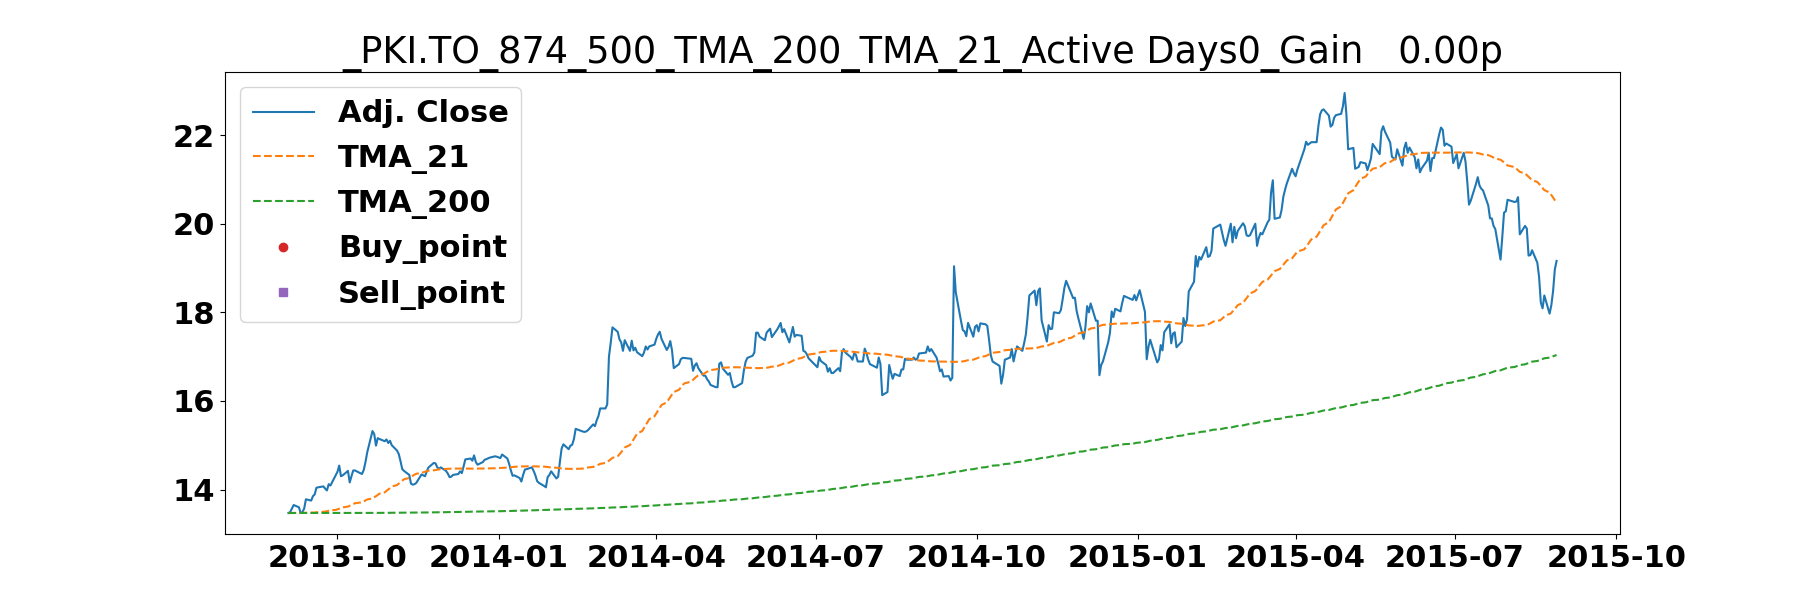 _PKI.TO_874_500_TMA_200_TMA_21_Active Days0_Gain   0.00p
Adj. Close
TMA_21
TMA_200
Buy_point
Sell_point
22
20
18
16
14
2013-10 2014-01 2014-04 2014-07 2014-10 2015-01 2015-04 2015-07 2015-10